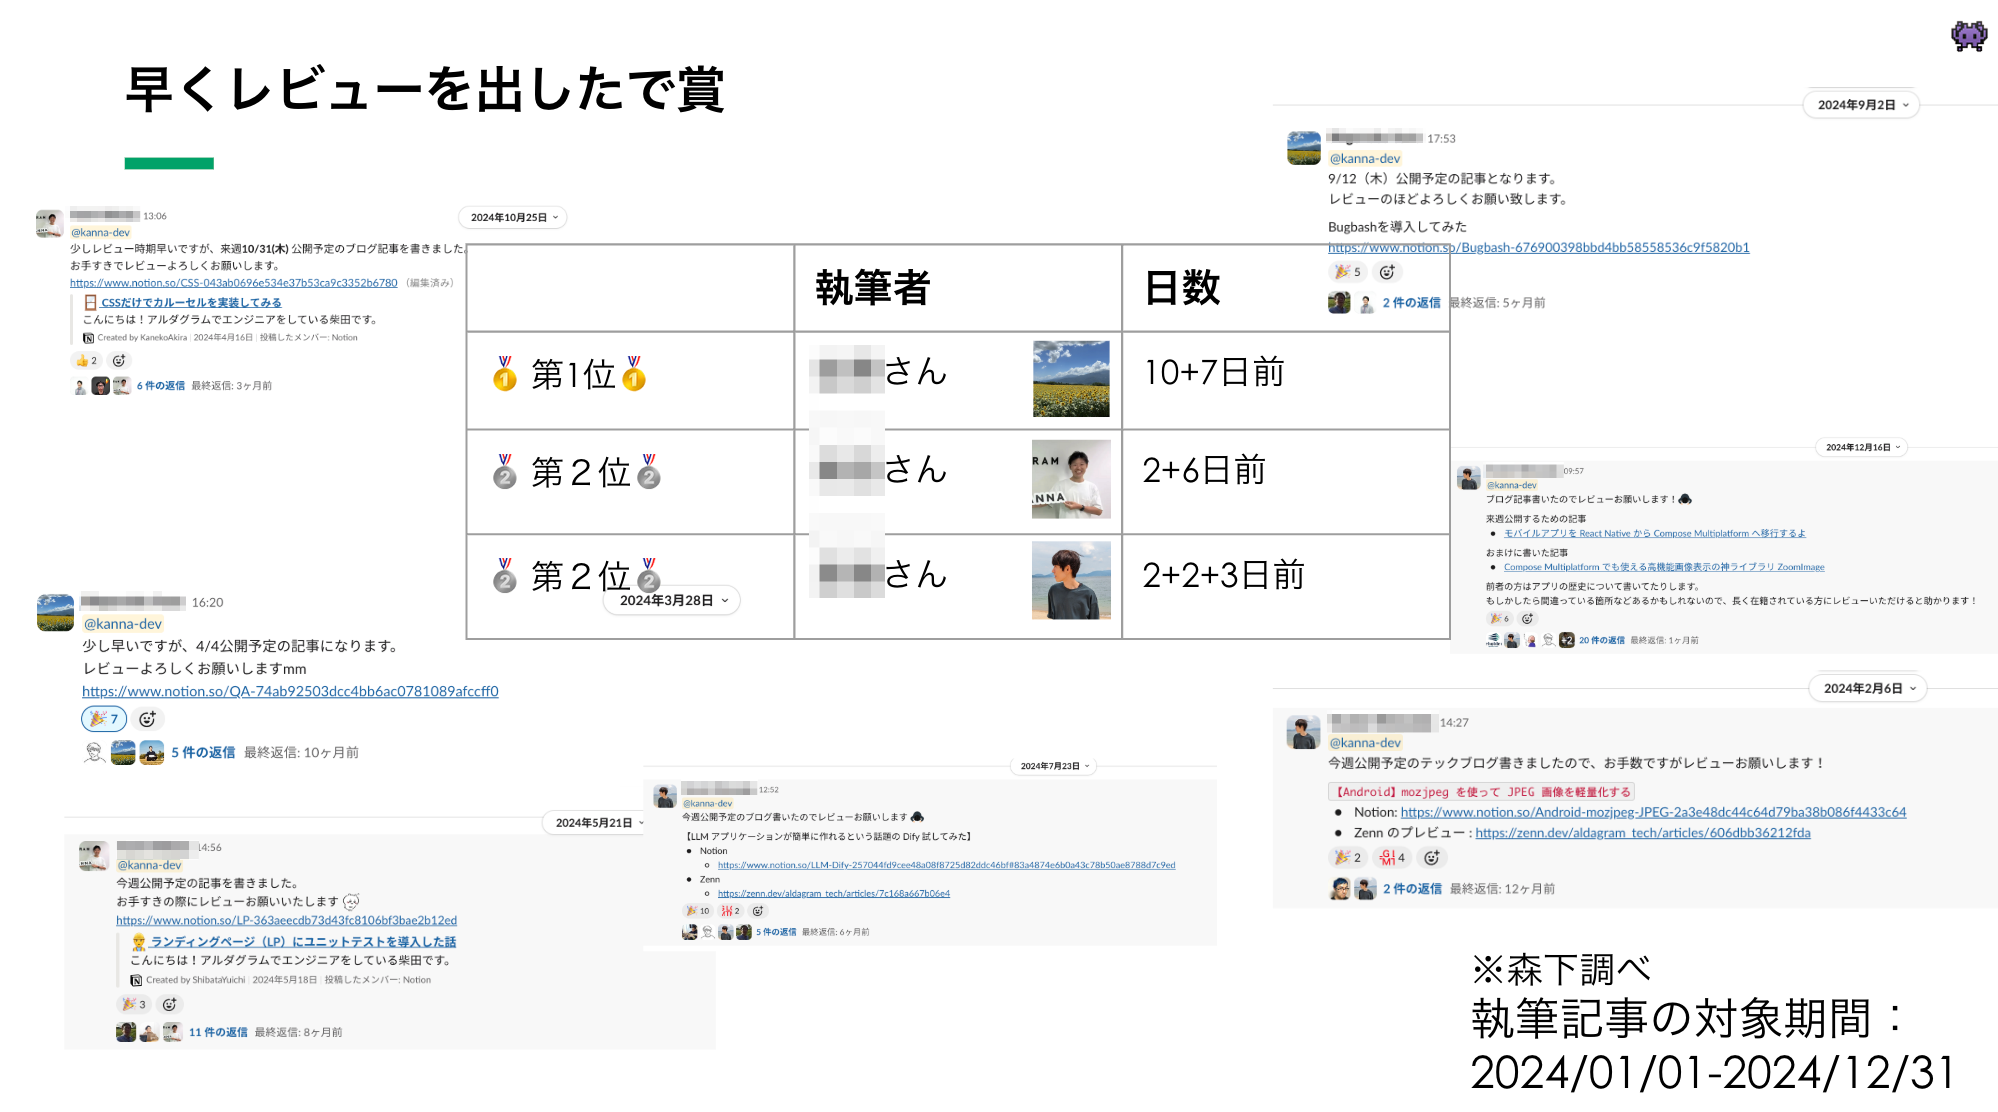 早くレビューを出したで賞
2024年9月2日
17:53
@kanna-dev
9/12（木）公開予定の記事となります。
レビューのほどよろしくお願い致します。
Bugbashを導入してみた
https://www.notion.so/Bugbash-676900398bbd4bb58558536c9f5820b1
5
2 件の返信 最終返信: 5ヶ月前
2024年10月25日
13:06
@kanna-dev
少しレビュー時期早いですが、来週10/31(木) 公開予定のブログ記事を書きました。
お手すきでレビューよろしくお願いします。
https://www.notion.so/CSS-043ab0696e534e37b53ca9c3352b6780 （編集済み）
CSSだけでカルーセルを実装してみる
こんにちは！アルダグラムでエンジニアをしている柴田です。
Created by KanekoAkira | 2024年4月16日 | 投稿したメンバー: Notion
2
6 件の返信 最終返信: 3ヶ月前
執筆者 日数
第1位 さん 10+7日前
第２位 さん 2+6日前
第２位 さん 2+2+3日前
2024年12月16日
09:57
@kanna-dev
ブログ記事書いたのでレビューお願いします！
来週公開するための記事
• モバイルアプリを React Native から Compose Multiplatform へ移行するよ
おまけに書いた記事
• Compose Multiplatform でも使える高機能画像表示の神ライブラリ ZoomImage
前者の方はアプリの歴史について書いてたりします。
もしかしたら間違っている箇所などあるかもしれないので、長く在籍されている方にレビューいただけると助かります！
6
+2 20 件の返信 最終返信: 1ヶ月前
2024年3月28日
16:20
@kanna-dev
少し早いですが、4/4公開予定の記事になります。
レビューよろしくお願いしますmm
https://www.notion.so/QA-74ab92503dcc4bb6ac0781089afccff0
7
5 件の返信 最終返信: 10ヶ月前
2024年5月21日
14:56
@kanna-dev
今週公開予定の記事を書きました。
お手すきの際にレビューお願いいたします
https://www.notion.so/LP-363aeecdb73d43fc8106bf3bae2b12ed
ランディングページ（LP）にユニットテストを導入した話
こんにちは！アルダグラムでエンジニアをしている柴田です。
Created by ShibataYuichi | 2024年5月18日 | 投稿したメンバー: Notion
3
11 件の返信 最終返信: 8ヶ月前
2024年7月23日
12:52
@kanna-dev
今週公開予定のブログ書いたのでレビューお願いします
【LLM アプリケーションが簡単に作れるという話題の Dify 試してみた】
• Notion
https://www.notion.so/LLM-Dify-257044fd9cee48a08f8725d82ddc46bf#83a4874e6b0a43c78b50ae8788d7c9ed
• Zenn
https://zenn.dev/aldagram_tech/articles/7c168a667b06e4
10 2
5 件の返信 最終返信: 6ヶ月前
2024年2月6日
14:27
@kanna-dev
今週公開予定のテックブログ書きましたので、お手数ですがレビューお願いします！
【Android】mozjpeg を使って JPEG 画像を軽量化する
• Notion: https://www.notion.so/Android-mozjpeg-JPEG-2a3e48dc44c64d79ba38b086f4433c64
• Zenn のプレビュー : https://zenn.dev/aldagram_tech/articles/606dbb36212fda
2 4
2 件の返信 最終返信: 12ヶ月前
※森下調べ
執筆記事の対象期間：
2024/01/01-2024/12/31